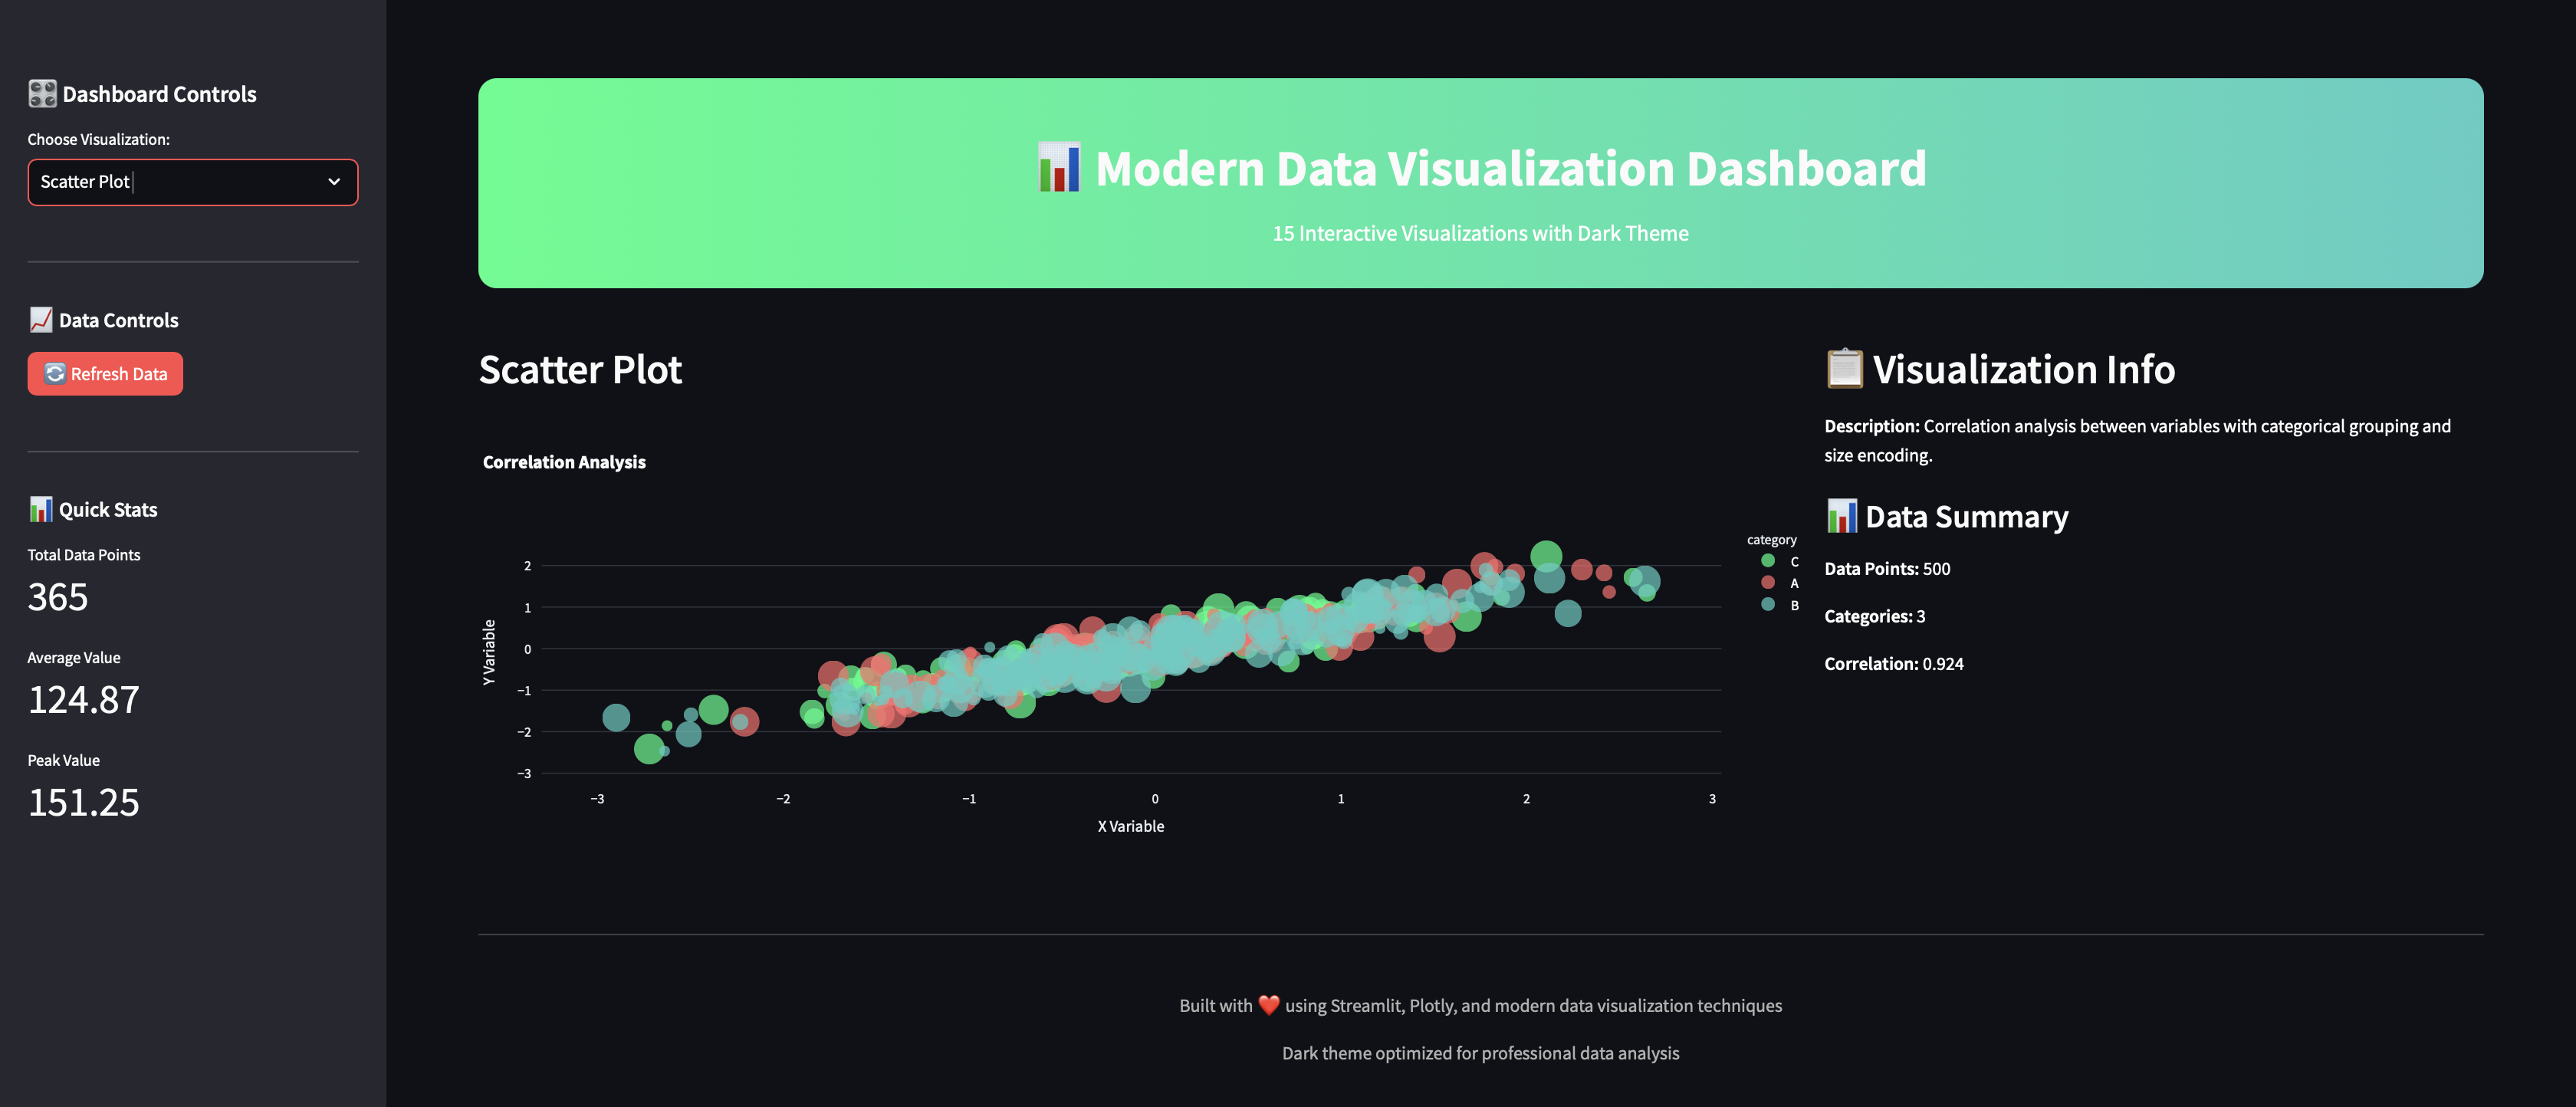 Dashboard Controls
Choose Visualization:
Scatter Plot
Data Controls
Refresh Data
Quick Stats
Total Data Points
365
Average Value
124.87
Peak Value
151.25
Modern Data Visualization Dashboard
15 Interactive Visualizations with Dark Theme
Scatter Plot
Correlation Analysis
Y Variable
2
1
0
−1
−2
−3
−3 −2 −1 0 1 2 3
X Variable
category
C
A
B
Visualization Info
Description: Correlation analysis between variables with categorical grouping and
size encoding.
Data Summary
Data Points: 500
Categories: 3
Correlation: 0.924
Built with ❤️ using Streamlit, Plotly, and modern data visualization techniques
Dark theme optimized for professional data analysis